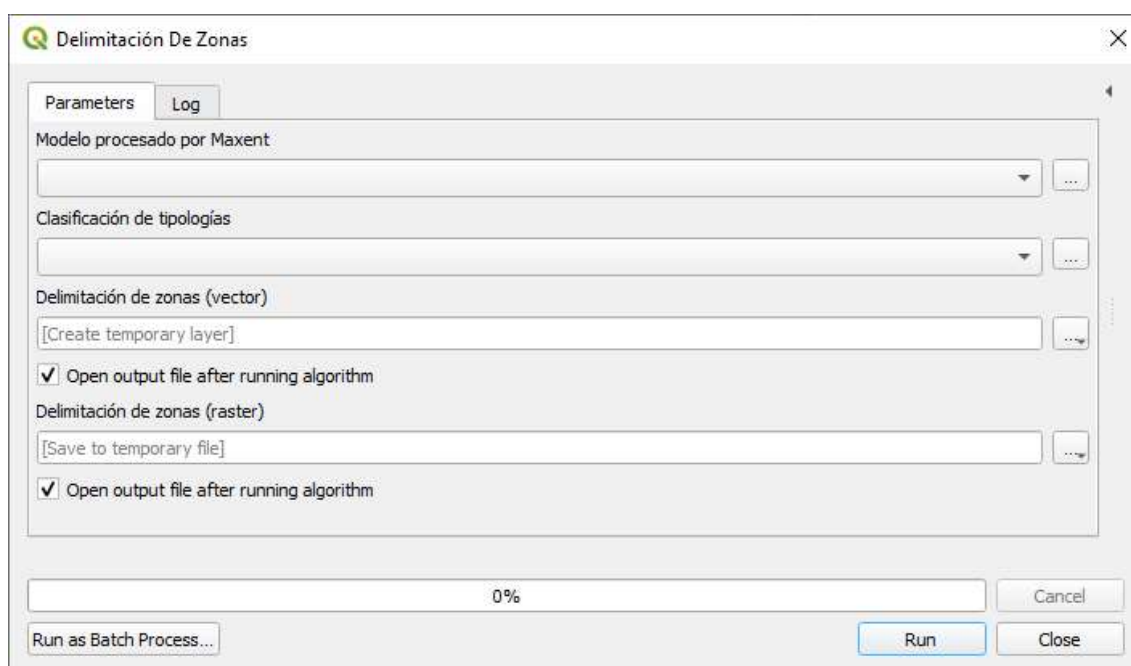 Delimitación De Zonas
Parameters Log
Modelo procesado por Maxent
...
Clasificación de tipologías
...
Delimitación de zonas (vector)
[Create temporary layer]
...
Open output file after running algorithm
Delimitación de zonas (raster)
[Save to temporary file]
...
Open output file after running algorithm
0% Cancel
Run as Batch Process... Run Close